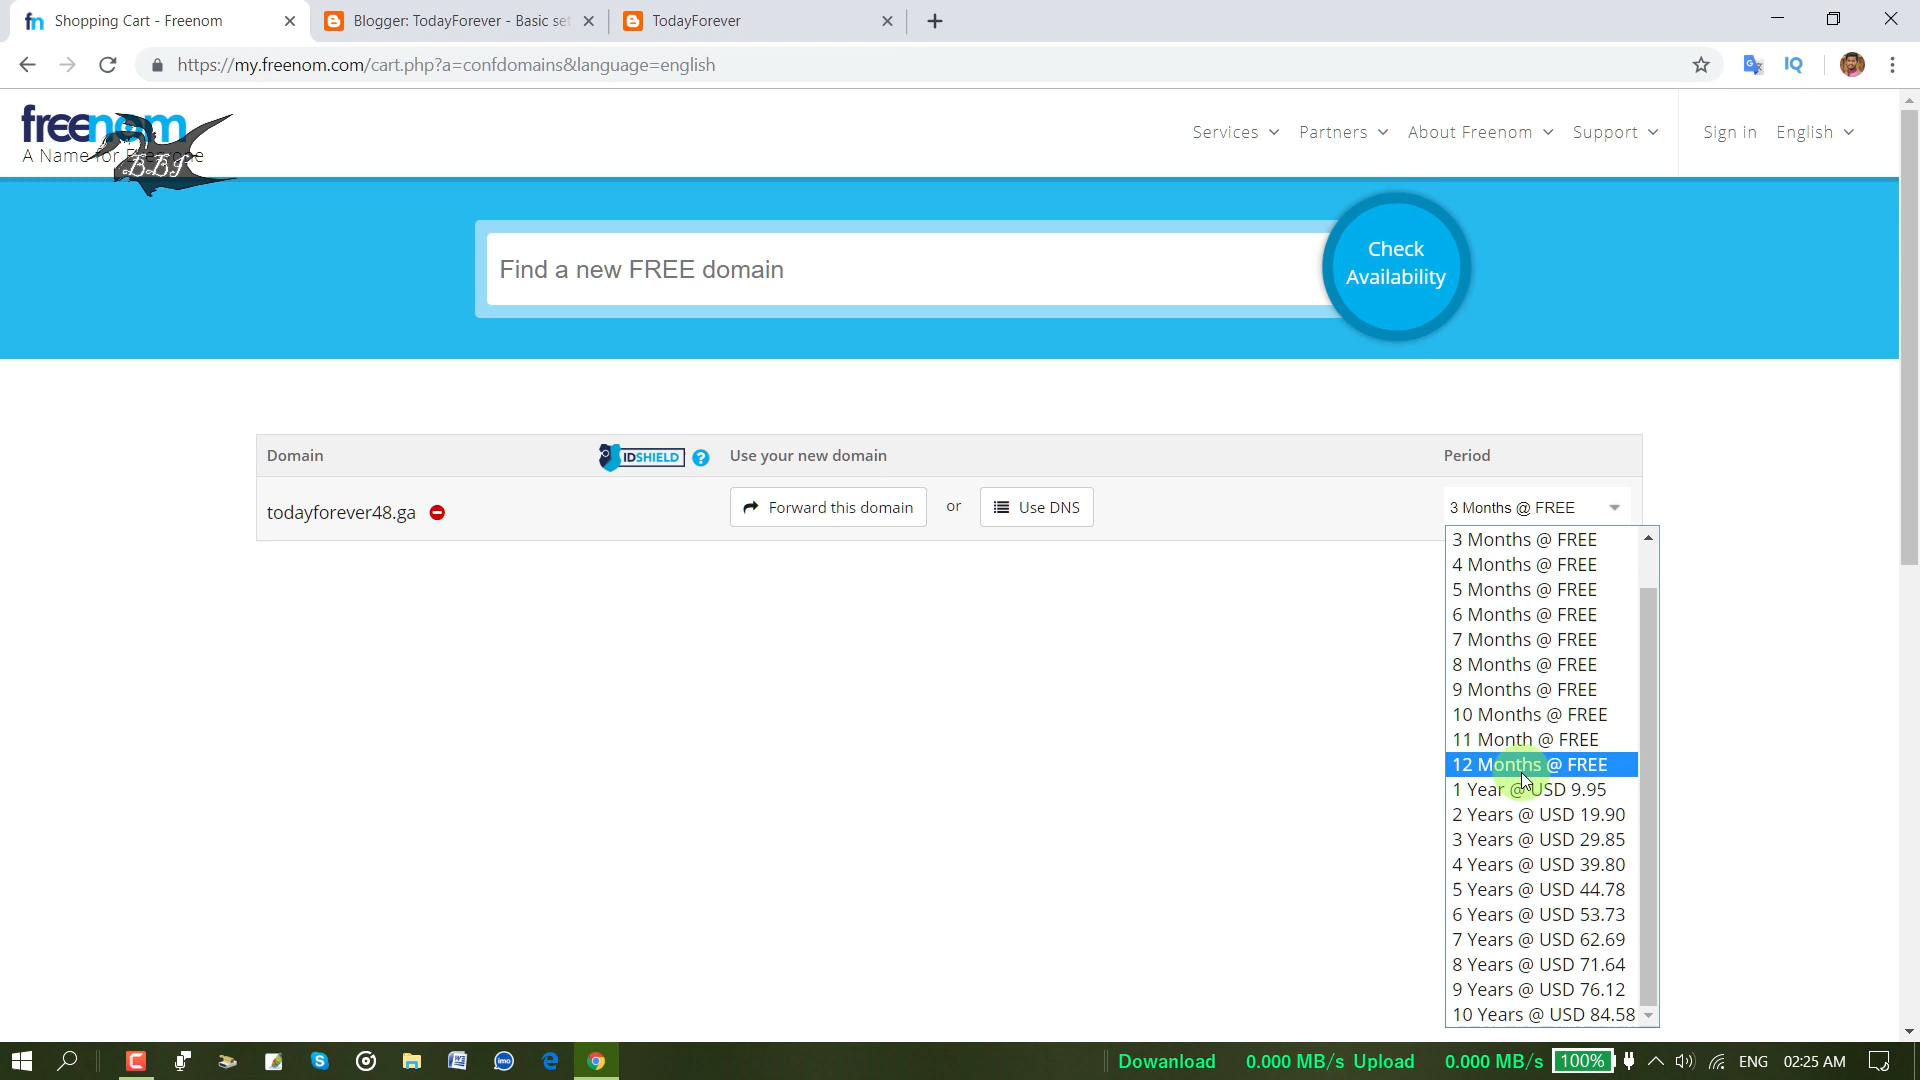 Shopping Cart - Freenom
Blogger: TodayForever - Basic set
TodayForever
https://my.freenom.com/cart.php?a=confdomains&language=english
IQ
freenom
A Name for Everyone
BBF
Services
Partners
About Freenom
Support
Sign in
English
Find a new FREE domain
Check
Availability
Domain
IDSHIELD
?
Use your new domain
Period
todayforever48.ga
Forward this domain
or
Use DNS
3 Months @ FREE
3 Months @ FREE
4 Months @ FREE
5 Months @ FREE
6 Months @ FREE
7 Months @ FREE
8 Months @ FREE
9 Months @ FREE
10 Months @ FREE
11 Month @ FREE
12 Months @ FREE
1 Year @ USD 9.95
2 Years @ USD 19.90
3 Years @ USD 29.85
4 Years @ USD 39.80
5 Years @ USD 44.78
6 Years @ USD 53.73
7 Years @ USD 62.69
8 Years @ USD 71.64
9 Years @ USD 76.12
10 Years @ USD 84.58
Dowanload 0.000 MB/s Upload 0.000 MB/s 100% ENG 02:25 AM